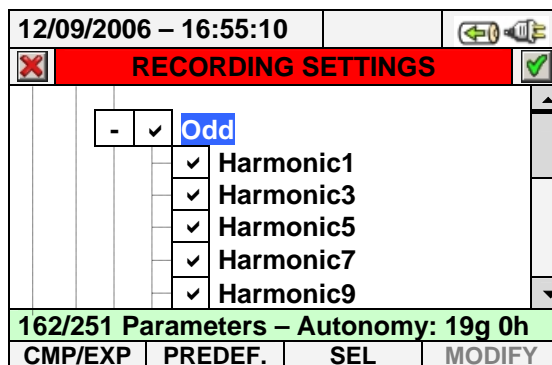 12/09/2006 – 16:55:10
RECORDING SETTINGS
- Odd
Harmonic1
Harmonic3
Harmonic5
Harmonic7
Harmonic9
162/251 Parameters – Autonomy: 19g 0h
CMP/EXP PREDEF. SEL MODIFY